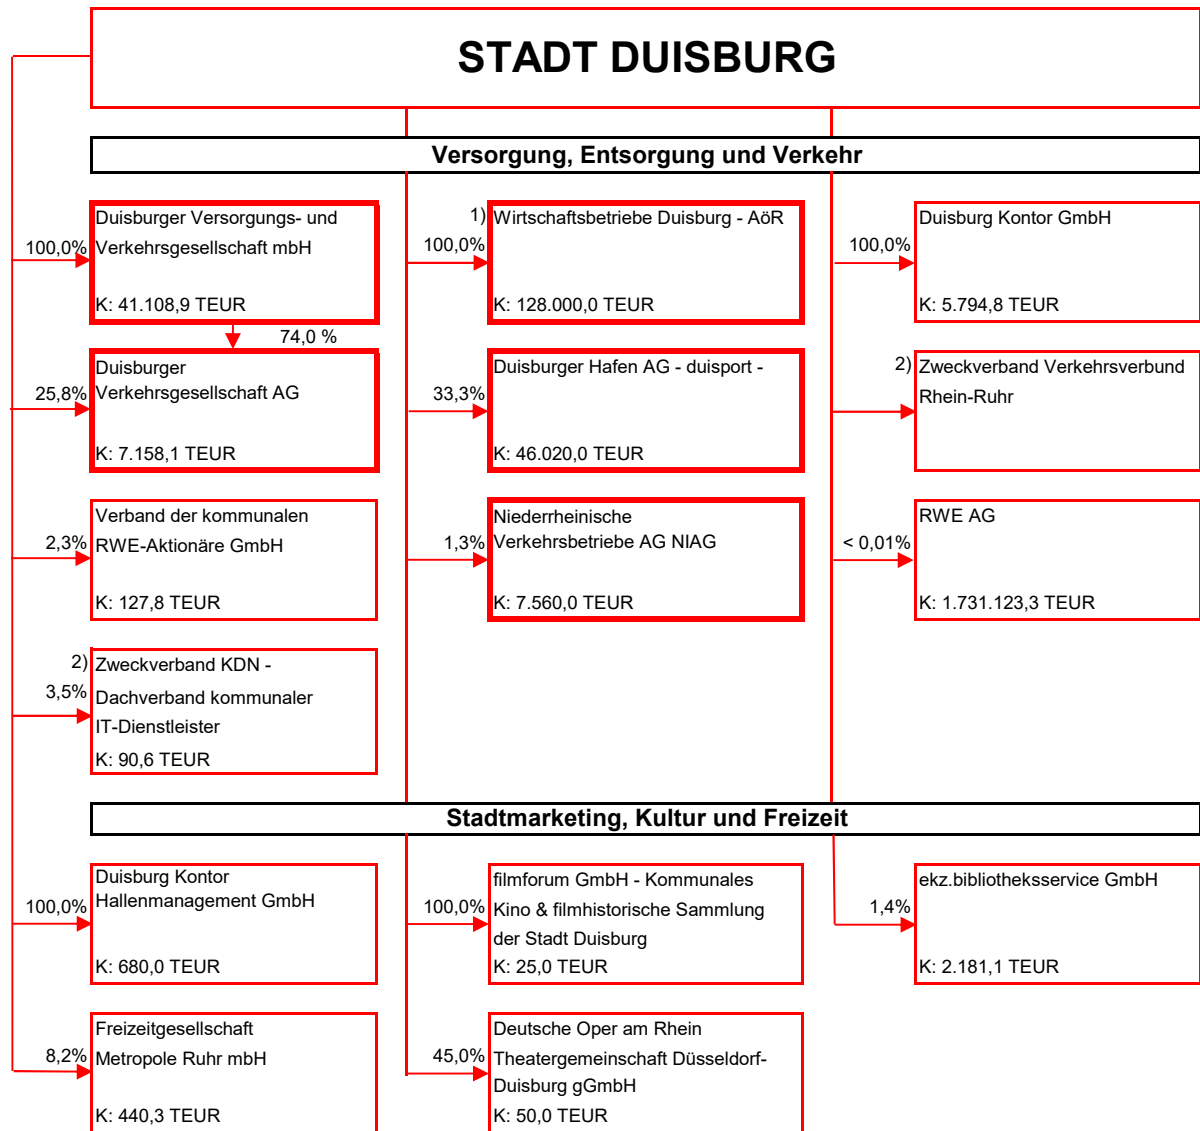 STADT DUISBURG
Versorgung, Entsorgung und Verkehr
100,0%
Duisburger Versorgungs- und
Verkehrsgesellschaft mbH
K: 41.108,9 TEUR
1)
100,0%
Wirtschaftsbetriebe Duisburg - AöR
K: 128.000,0 TEUR
100,0%
Duisburg Kontor GmbH
K: 5.794,8 TEUR
74,0 %
25,8%
Duisburger
Verkehrsgesellschaft AG
K: 7.158,1 TEUR
33,3%
Duisburger Hafen AG - duisport -
K: 46.020,0 TEUR
2)
Zweckverband Verkehrsverbund
Rhein-Ruhr
2,3%
Verband der kommunalen
RWE-Aktionäre GmbH
K: 127,8 TEUR
1,3%
Niederrheinische
Verkehrsbetriebe AG NIAG
K: 7.560,0 TEUR
< 0,01%
RWE AG
K: 1.731.123,3 TEUR
2)
3,5%
Zweckverband KDN -
Dachverband kommunaler
IT-Dienstleister
K: 90,6 TEUR
Stadtmarketing, Kultur und Freizeit
100,0%
Duisburg Kontor
Hallenmanagement GmbH
K: 680,0 TEUR
100,0%
filmforum GmbH - Kommunales
Kino & filmhistorische Sammlung
der Stadt Duisburg
K: 25,0 TEUR
1,4%
ekz.bibliotheksservice GmbH
K: 2.181,1 TEUR
8,2%
Freizeitgesellschaft
Metropole Ruhr mbH
K: 440,3 TEUR
45,0%
Deutsche Oper am Rhein
Theatergemeinschaft Düsseldorf-
Duisburg gGmbH
K: 50,0 TEUR